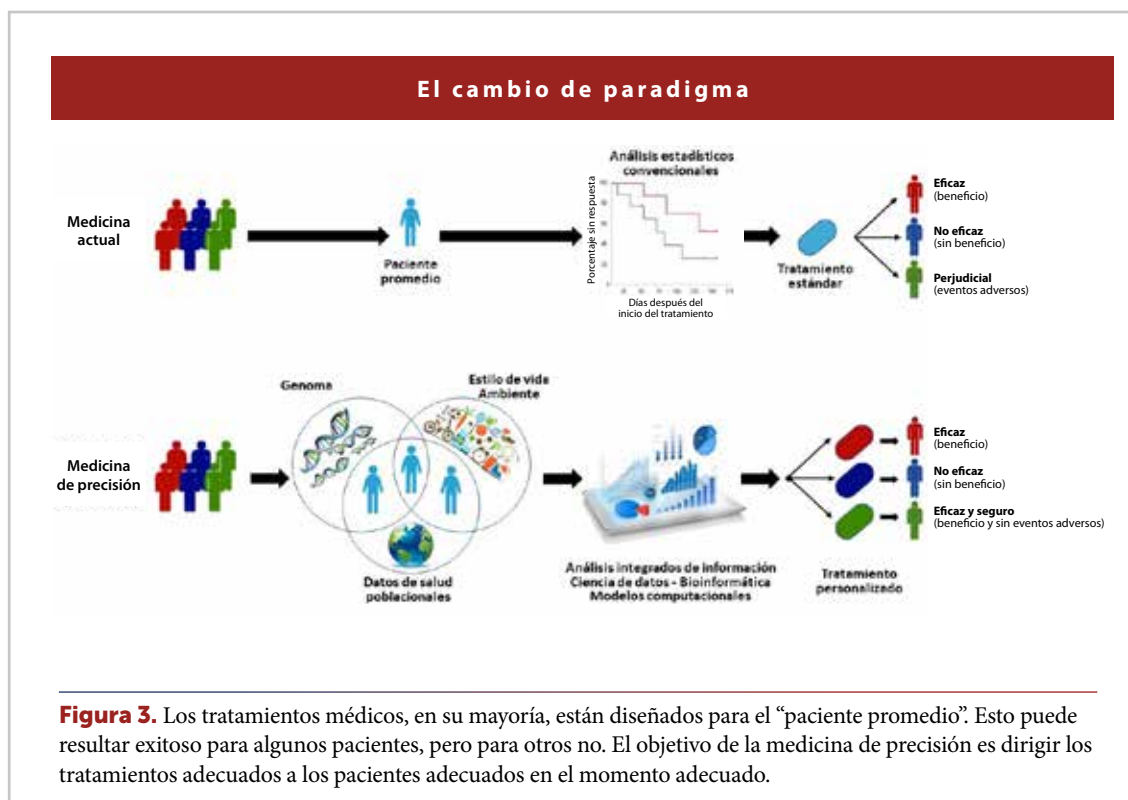 El cambio de paradigma
Medicina
actual
Paciente
promedio
Análisis estadísticos
convencionales
Porcentaje sin respuesta
Días después del
inicio del tratamiento
Tratamiento
estándar
Eficaz
(beneficio)
No eficaz
(sin beneficio)
Perjudicial
(eventos adversos)
Medicina
de precisión
Genoma
Estilo de vida
Ambiente
Datos de salud
poblacionales
Análisis integrados de información
Ciencia de datos - Bioinformática
Modelos computacionales
Tratamiento
personalizado
Eficaz
(beneficio)
No eficaz
(sin beneficio)
Eficaz y seguro
(beneficio y sin eventos adversos)
Figura 3. Los tratamientos médicos, en su mayoría, están diseñados para el “paciente promedio”. Esto puede
resultar exitoso para algunos pacientes, pero para otros no. El objetivo de la medicina de precisión es dirigir los
tratamientos adecuados a los pacientes adecuados en el momento adecuado.